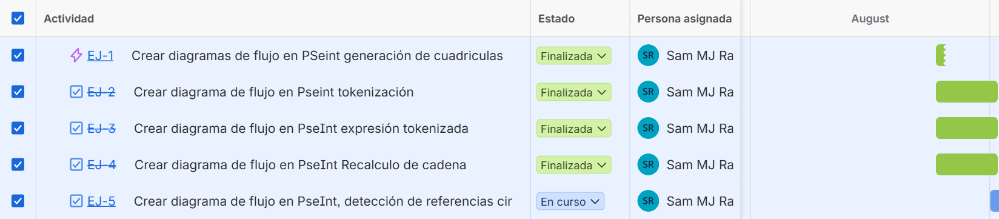 Actividad Estado Persona asignada August
EJ-1 Crear diagramas de flujo en PSeint generación de cuadriculas Finalizada SR Sam MJ Ra
EJ-2 Crear diagrama de flujo en Pseint tokenización Finalizada SR Sam MJ Ra
EJ-3 Crear diagrama de flujo en PseInt expresión tokenizada Finalizada SR Sam MJ Ra
EJ-4 Crear diagrama de flujo en PseInt Recalculo de cadena Finalizada SR Sam MJ Ra
EJ-5 Crear diagrama de flujo en PseInt, detección de referencias cir En curso SR Sam MJ Ra